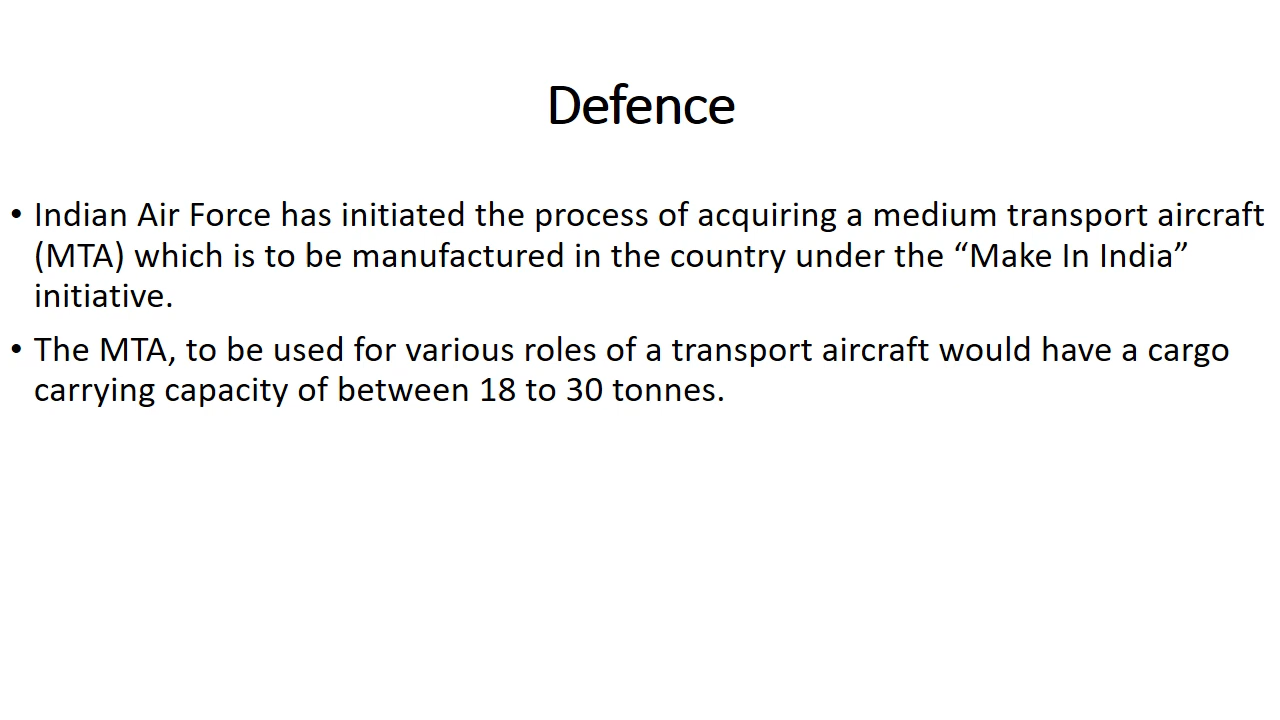 Defence
• Indian Air Force has initiated the process of acquiring a medium transport aircraft
(MTA) which is to be manufactured in the country under the “Make In India”
initiative.
• The MTA, to be used for various roles of a transport aircraft would have a cargo
carrying capacity of between 18 to 30 tonnes.